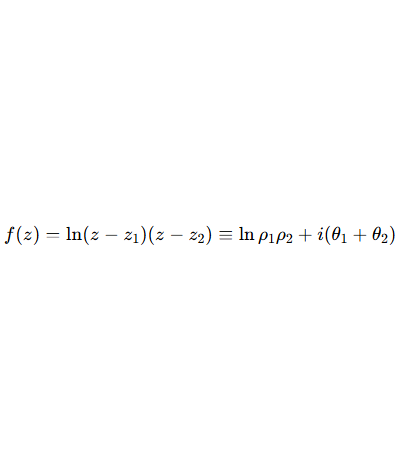 f(z) = ln(z − z₁)(z − z₂) ≡ ln ρ₁ρ₂ + i(θ₁ + θ₂)